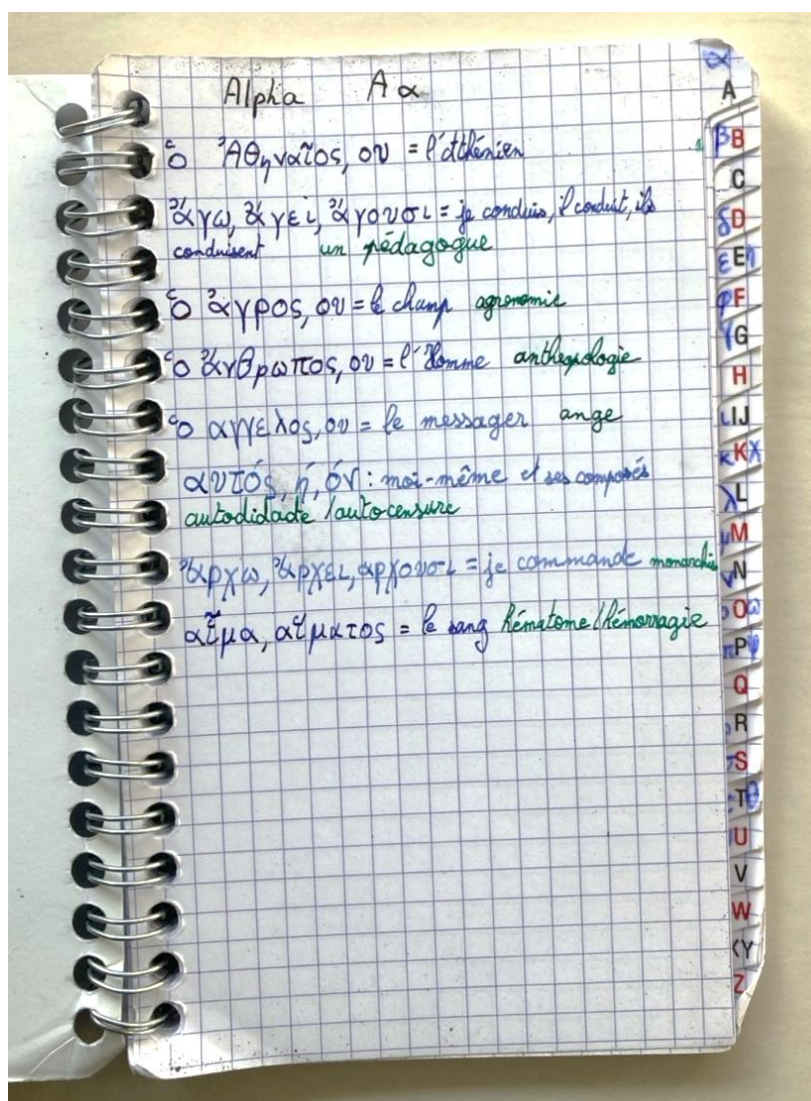 Alpha A α
ὁ Ἀθηναῖος, ου = l'Athénien
ἄγω, ἄγει, ἄγουσι = je conduis, il conduit, ils
conduisent un pédagogue
ὁ ἀγρος, ου = le champ agronomie
ὁ ἄνθρωπος, ου = l'Homme anthropologie
ὁ αγγελος, ου = le messager ange
αυτός, ή, όν : moi-même et ses composés
autodidacte / autocensure
ἄρχω, ἄρχει, αρχουσι = je commande monarchie
αἷμα, αἵματος = le sang hématome / hémorragie
α
A
β B
C
δ D
ε E η
φ F
γ G
H
ι IJ
κ K χ
λ L
μ M
ν N
ο O ω
π P ψ
Q
R
S
T θ
U
V
W
XY
Z